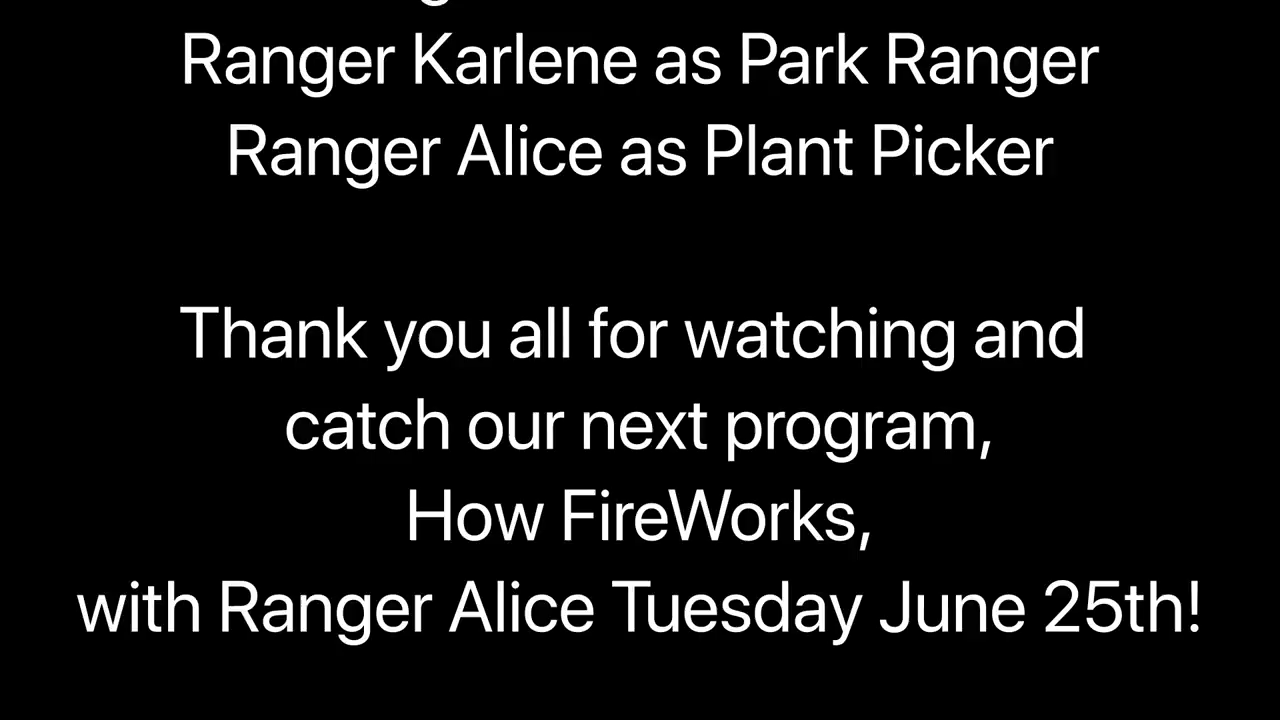 Ranger Karlene as Park Ranger
Ranger Alice as Plant Picker
Thank you all for watching and
catch our next program,
How FireWorks,
with Ranger Alice Tuesday June 25th!